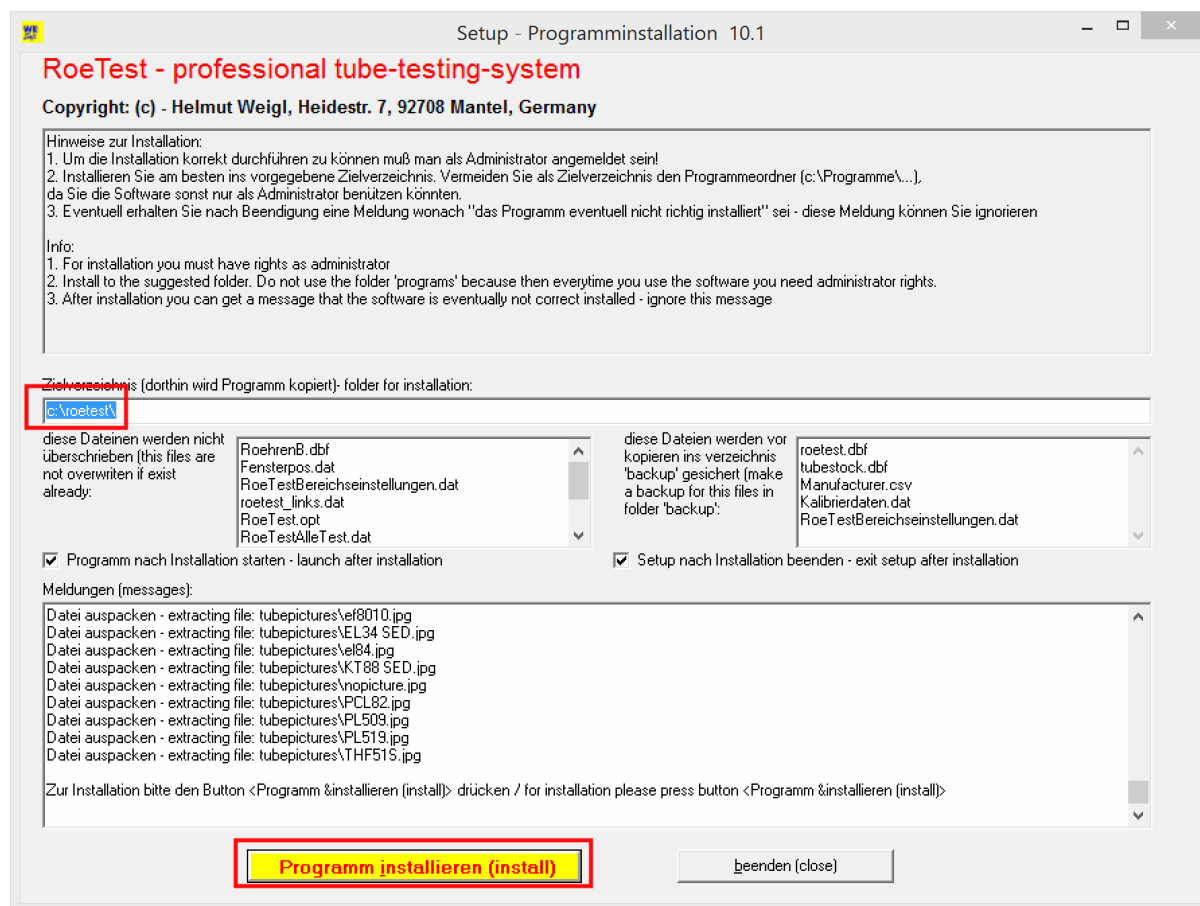 Setup - Programminstallation 10.1
RoeTest - professional tube-testing-system
Copyright: (c) - Helmut Weigl, Heidestr. 7, 92708 Mantel, Germany
Hinweise zur Installation:
1. Um die Installation korrekt durchführen zu können muß man als Administrator angemeldet sein!
2. Installieren Sie am besten ins vorgegebene Zielverzeichnis. Vermeiden Sie als Zielverzeichnis den Programmeordner (c:\Programme\...),
da Sie die Software sonst nur als Administrator benützen könnten.
3. Eventuell erhalten Sie nach Beendigung eine Meldung wonach "das Programm eventuell nicht richtig installiert" sei - diese Meldung können Sie ignorieren
Info:
1. For installation you must have rights as administrator
2. Install to the suggested folder. Do not use the folder 'programs' because then everytime you use the software you need administrator rights.
3. After installation you can get a message that the software is eventually not correct installed - ignore this message
Zielverzeichnis (dorthin wird Programm kopiert)- folder for installation:
c:\roetest\
diese Dateinen werden nicht
überschrieben (this files are
not overwriten if exist
already:
RoehrenB.dbf
Fensterpos.dat
RoeTestBereichseinstellungen.dat
roetest_links.dat
RoeTest.opt
RoeTestAlleTest.dat
diese Dateien werden vor
kopieren ins verzeichnis
'backup' gesichert (make
a backup for this files in
folder 'backup':
roetest.dbf
tubestock.dbf
Manufacturer.csv
Kalibrierdaten.dat
RoeTestBereichseinstellungen.dat
Programm nach Installation starten - launch after installation
Setup nach Installation beenden - exit setup after installation
Meldungen (messages):
Datei auspacken - extracting file: tubepictures\ef8010.jpg
Datei auspacken - extracting file: tubepictures\EL34 SED.jpg
Datei auspacken - extracting file: tubepictures\el84.jpg
Datei auspacken - extracting file: tubepictures\KT88 SED.jpg
Datei auspacken - extracting file: tubepictures\nopicture.jpg
Datei auspacken - extracting file: tubepictures\PCL82.jpg
Datei auspacken - extracting file: tubepictures\PL509.jpg
Datei auspacken - extracting file: tubepictures\PL519.jpg
Datei auspacken - extracting file: tubepictures\THF51S.jpg
Zur Installation bitte den Button <Programm &installieren (install)> drücken / for installation please press button <Programm &installieren (install)>
Programm installieren (install)
beenden (close)